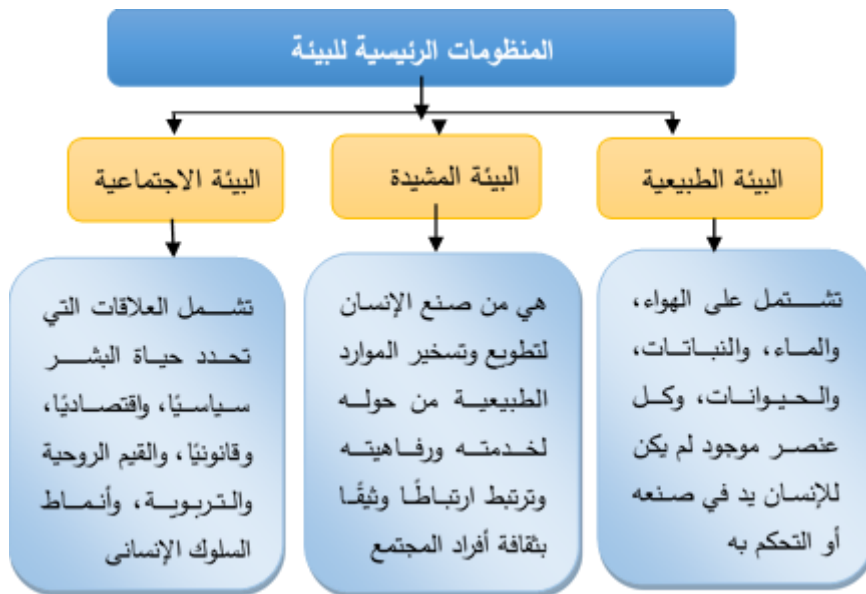 المنظومات الرئيسية للبيئة
البيئة الطبيعية
البيئة المشيدة
البيئة الاجتماعية
تشتمل على الهواء،
والماء، والنباتات،
والحيوانات، وكل
عنصر موجود لم يكن
للإنسان يد في صنعه
أو التحكم به
هي من صنع الإنسان
لتطويع وتسخير الموارد
الطبيعية من حوله
لخدمته ورفاهيته
وترتبط ارتباطًا وثيقًا
بثقافة أفراد المجتمع
تشمل العلاقات التي
تحدد حياة البشر
سياسيًا، واقتصاديًا،
وقانونيًا، والقيم الروحية
والتربوية، وأنماط
السلوك الإنسانى